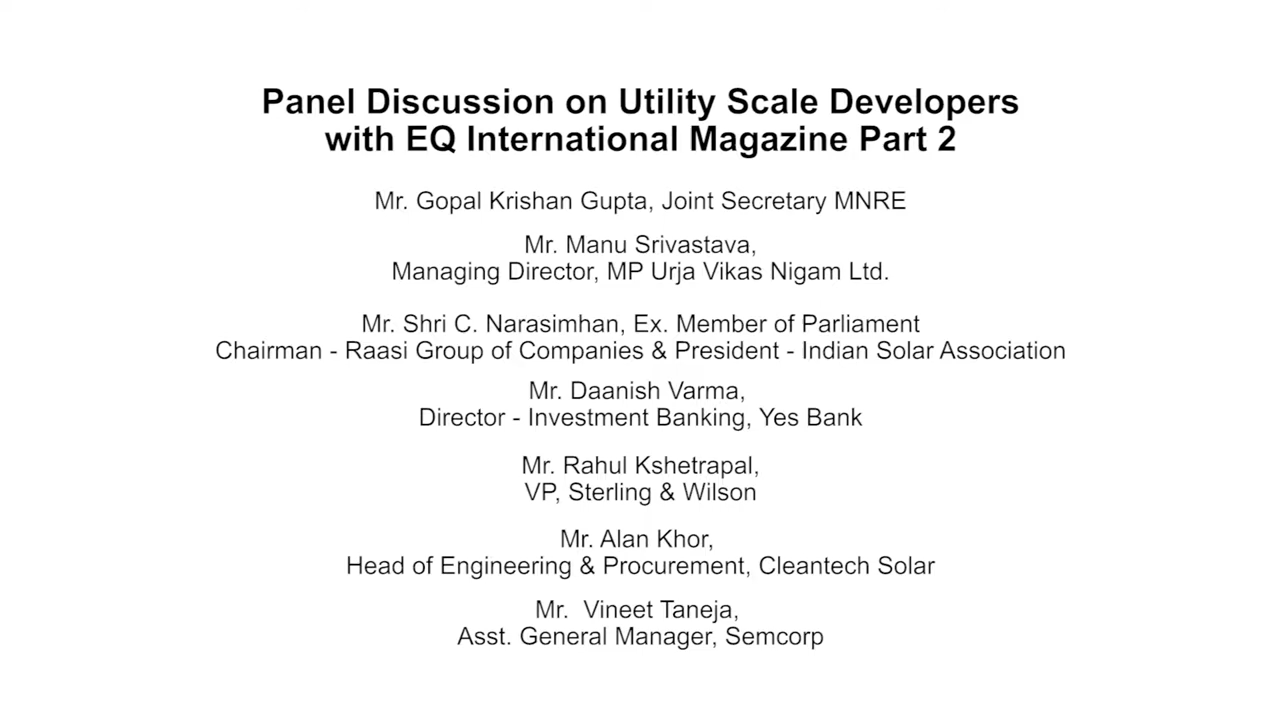 Panel Discussion on Utility Scale Developers
with EQ International Magazine Part 2
Mr. Gopal Krishan Gupta, Joint Secretary MNRE
Mr. Manu Srivastava,
Managing Director, MP Urja Vikas Nigam Ltd.
Mr. Shri C. Narasimhan, Ex. Member of Parliament
Chairman - Raasi Group of Companies & President - Indian Solar Association
Mr. Daanish Varma,
Director - Investment Banking, Yes Bank
Mr. Rahul Kshetrapal,
VP, Sterling & Wilson
Mr. Alan Khor,
Head of Engineering & Procurement, Cleantech Solar
Mr. Vineet Taneja,
Asst. General Manager, Semcorp